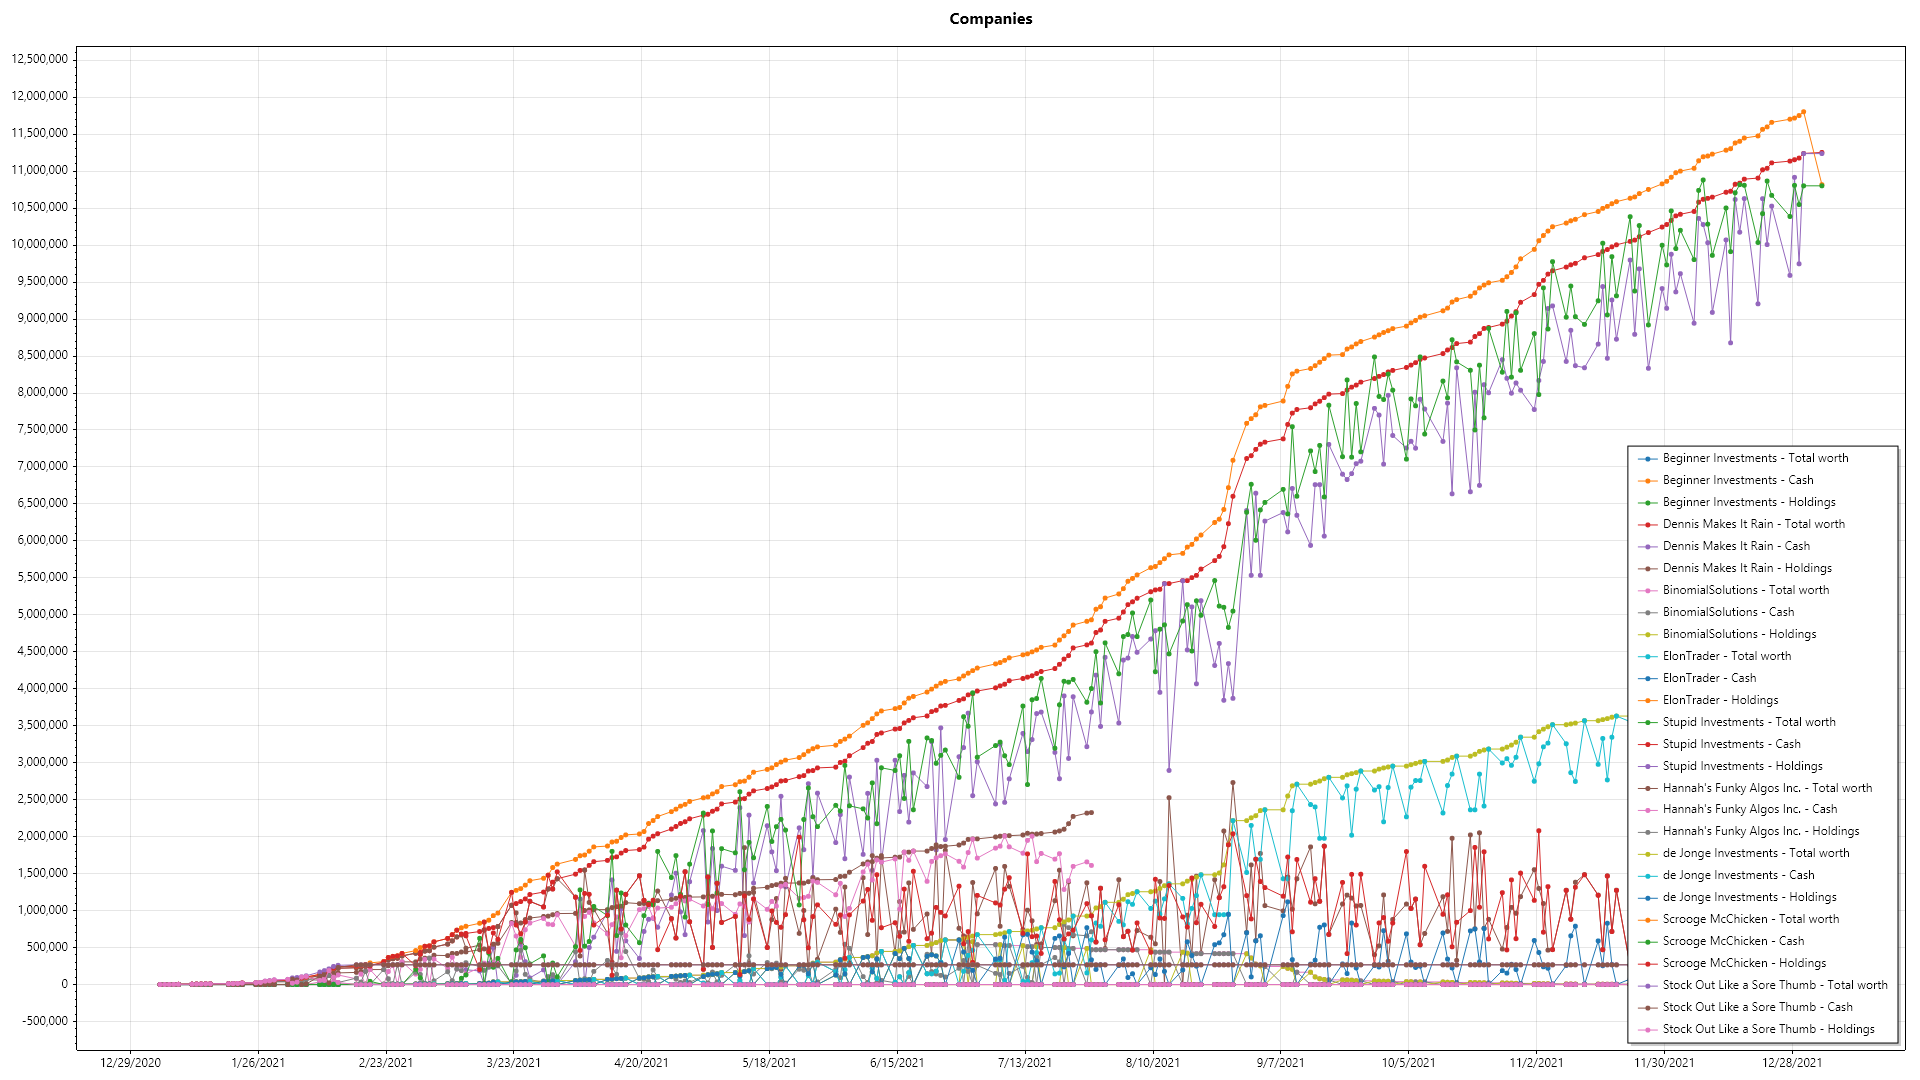 Companies
12,500,000
12,000,000
11,500,000
11,000,000
10,500,000
10,000,000
9,500,000
9,000,000
8,500,000
8,000,000
7,500,000
7,000,000
6,500,000
6,000,000
5,500,000
5,000,000
4,500,000
4,000,000
3,500,000
3,000,000
2,500,000
2,000,000
1,500,000
1,000,000
500,000
0
-500,000
Beginner Investments - Total worth
Beginner Investments - Cash
Beginner Investments - Holdings
Dennis Makes It Rain - Total worth
Dennis Makes It Rain - Cash
Dennis Makes It Rain - Holdings
BinomialSolutions - Total worth
BinomialSolutions - Cash
BinomialSolutions - Holdings
ElonTrader - Total worth
ElonTrader - Cash
ElonTrader - Holdings
Stupid Investments - Total worth
Stupid Investments - Cash
Stupid Investments - Holdings
Hannah's Funky Algos Inc. - Total worth
Hannah's Funky Algos Inc. - Cash
Hannah's Funky Algos Inc. - Holdings
de Jonge Investments - Total worth
de Jonge Investments - Cash
de Jonge Investments - Holdings
Scrooge McChicken - Total worth
Scrooge McChicken - Cash
Scrooge McChicken - Holdings
Stock Out Like a Sore Thumb - Total worth
Stock Out Like a Sore Thumb - Cash
Stock Out Like a Sore Thumb - Holdings
12/29/2020 1/26/2021 2/23/2021 3/23/2021 4/20/2021 5/18/2021 6/15/2021 7/13/2021 8/10/2021 9/7/2021 10/5/2021 11/2/2021 11/30/2021 12/28/2021